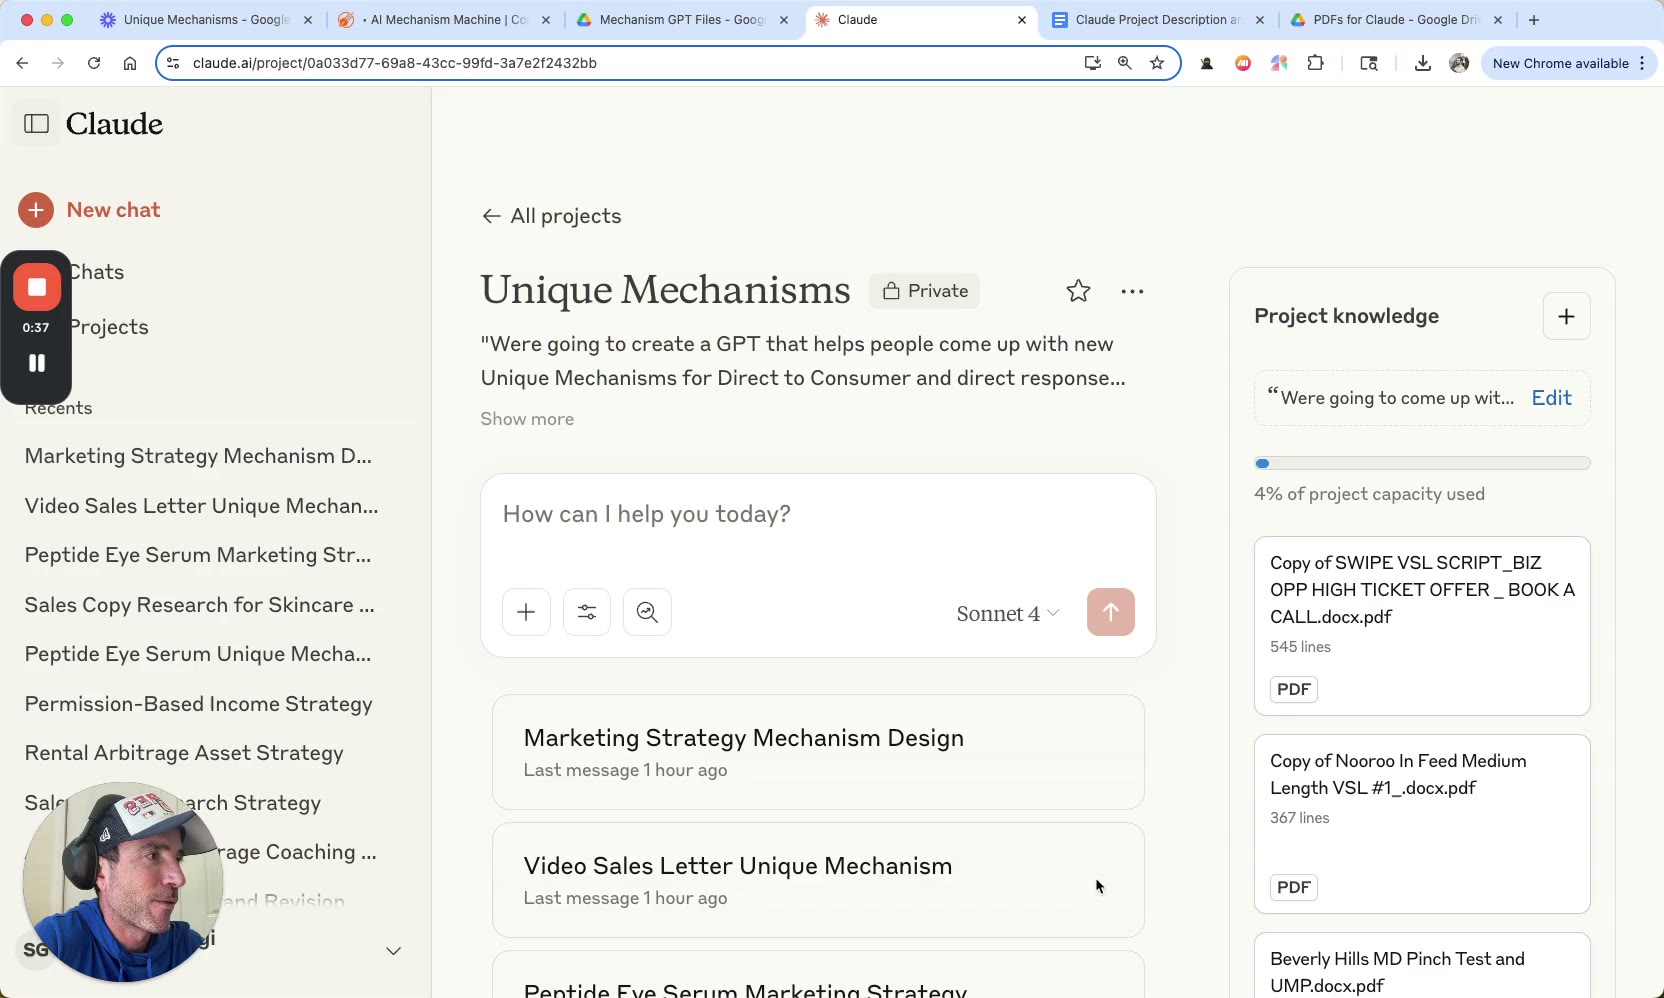 Unique Mechanisms - Google
• AI Mechanism Machine | Co
Mechanism GPT Files - Goog
Claude
Claude Project Description an
PDFs for Claude - Google Dri
claude.ai/project/0a033d77-69a8-43cc-99fd-3a7e2f2432bb
New Chrome available
Claude
New chat
Chats
Projects
0:37
Recents
Marketing Strategy Mechanism D...
Video Sales Letter Unique Mechan...
Peptide Eye Serum Marketing Str...
Sales Copy Research for Skincare ...
Peptide Eye Serum Unique Mecha...
Permission-Based Income Strategy
Rental Arbitrage Asset Strategy
Sale arch Strategy
rage Coaching ...
and Revision
SG gi
← All projects
Unique Mechanisms
Private
"Were going to create a GPT that helps people come up with new
Unique Mechanisms for Direct to Consumer and direct response...
Show more
How can I help you today?
Sonnet 4
Marketing Strategy Mechanism Design
Last message 1 hour ago
Video Sales Letter Unique Mechanism
Last message 1 hour ago
Peptide Eye Serum Marketing Strategy
Project knowledge
“Were going to come up wit... Edit
4% of project capacity used
Copy of SWIPE VSL SCRIPT_BIZ
OPP HIGH TICKET OFFER _ BOOK A
CALL.docx.pdf
545 lines
PDF
Copy of Nooroo In Feed Medium
Length VSL #1_.docx.pdf
367 lines
PDF
Beverly Hills MD Pinch Test and
UMP.docx.pdf